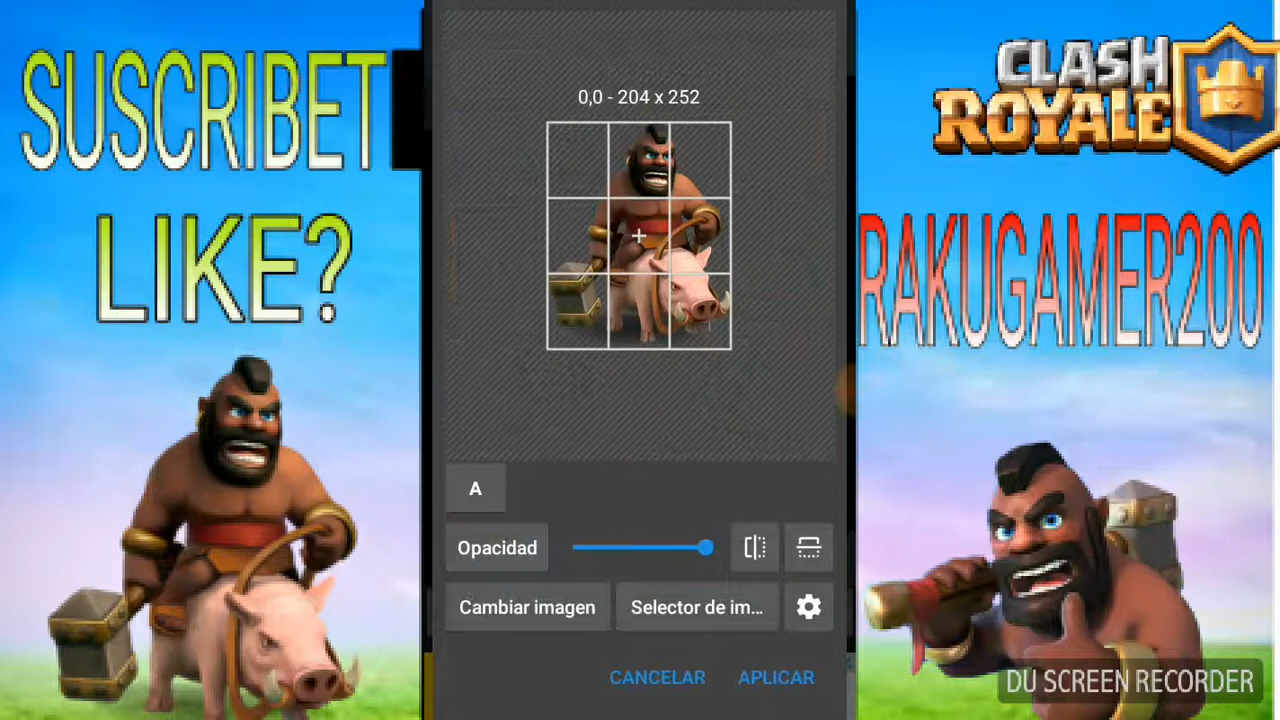 SUSCRIBET
LIKE?
0,0 - 204 x 252
A
Opacidad
Cambiar imagen
Selector de im...
CANCELAR
APLICAR
CLASH
ROYALE
RAKUGAMER200
DU SCREEN RECORDER